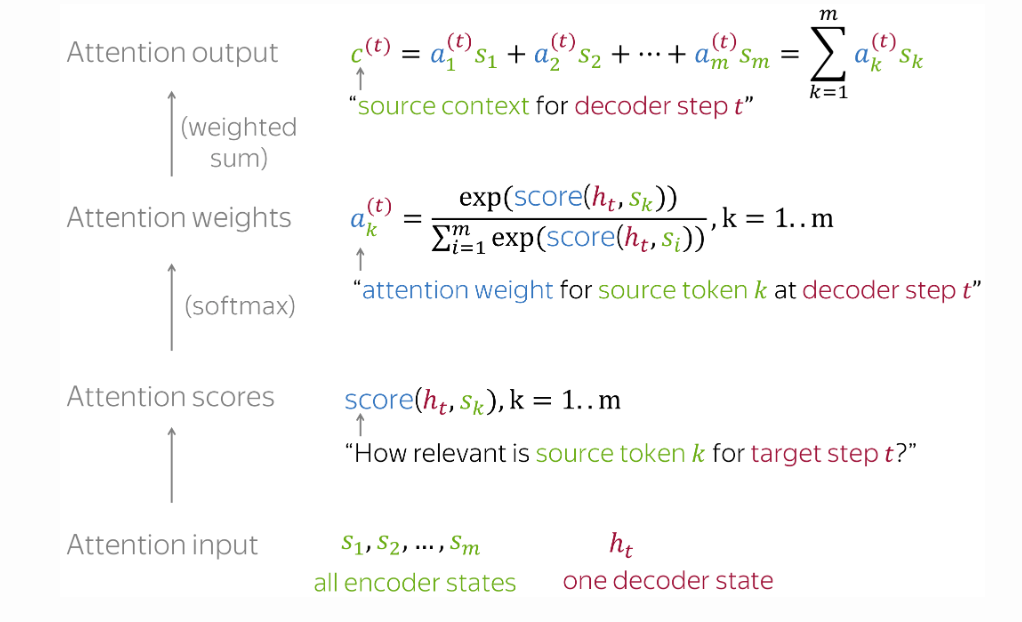 Attention output c^(t) = a_1^(t) s_1 + a_2^(t) s_2 + ⋯ + a_m^(t) s_m = ∑_{k=1}^{m} a_k^(t) s_k
“source context for decoder step t”
(weighted
sum)
Attention weights a_k^(t) = exp(score(h_t, s_k)) / ∑_{i=1}^{m} exp(score(h_t, s_i)), k = 1..m
“attention weight for source token k at decoder step t”
(softmax)
Attention scores score(h_t, s_k), k = 1..m
“How relevant is source token k for target step t?”
Attention input s_1, s_2, …, s_m h_t
all encoder states one decoder state